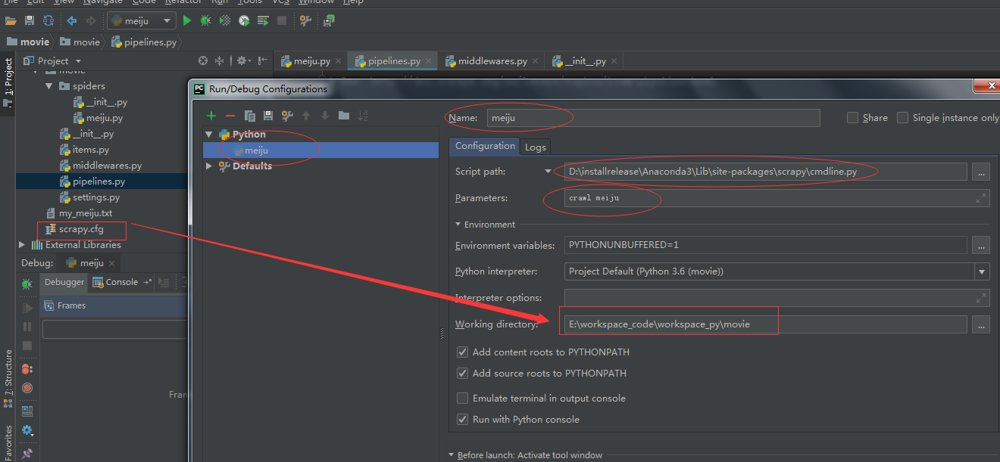 File Edit View Navigate Code Refactor Run Tools VCS Window Help
meiju
movie movie pipelines.py
Project
meiju.py pipelines.py middlewares.py __init__.py
1: Project
movie
spiders
__init__.py
meiju.py
__init__.py
items.py
middlewares.py
pipelines.py
settings.py
my_meiju.txt
scrapy.cfg
External Libraries
Debug: meiju
Debugger Console
Frames
Fran
7: Structure
Favorites
PC Run/Debug Configurations
Python
meiju
Defaults
Name: meiju Share Single instance only
Configuration Logs
Script path: D:\installrelease\Anaconda3\Lib\site-packages\scrapy\cmdline.py ...
Parameters: crawl meiju
Environment
Environment variables: PYTHONUNBUFFERED=1 ...
Python interpreter: Project Default (Python 3.6 (movie))
Interpreter options:
Working directory: E:\workspace_code\workspace_py\movie ...
Add content roots to PYTHONPATH
Add source roots to PYTHONPATH
Emulate terminal in output console
Run with Python console
Before launch: Activate tool window